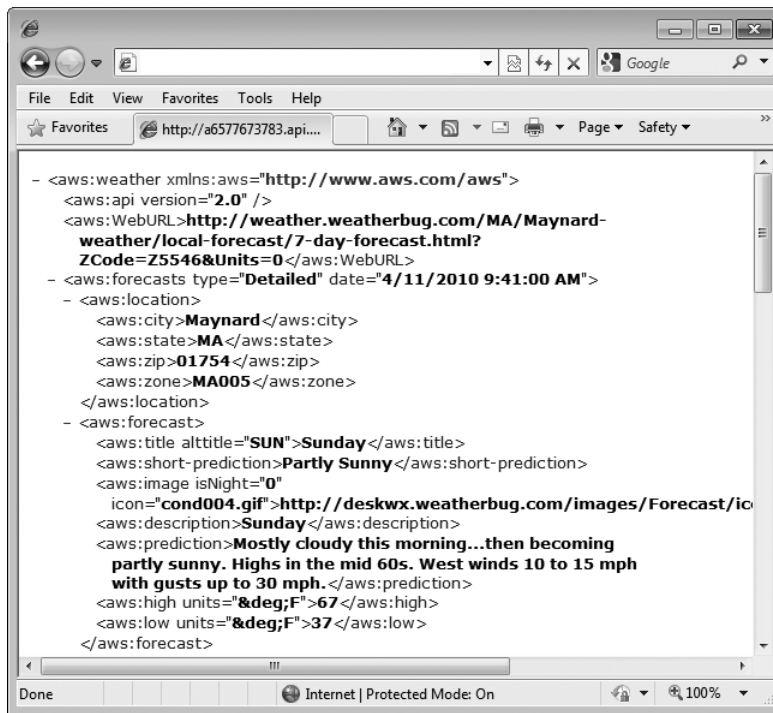 Google
File Edit View Favorites Tools Help
Favorites http://a6577673783.api.... Page Safety »
– <aws:weather xmlns:aws="http://www.aws.com/aws">
<aws:api version="2.0" />
<aws:WebURL>http://weather.weatherbug.com/MA/Maynard-
weather/local-forecast/7-day-forecast.html?
ZCode=Z5546&Units=0</aws:WebURL>
– <aws:forecasts type="Detailed" date="4/11/2010 9:41:00 AM">
– <aws:location>
<aws:city>Maynard</aws:city>
<aws:state>MA</aws:state>
<aws:zip>01754</aws:zip>
<aws:zone>MA005</aws:zone>
</aws:location>
– <aws:forecast>
<aws:title alttitle="SUN">Sunday</aws:title>
<aws:short-prediction>Partly Sunny</aws:short-prediction>
<aws:image isNight="0"
icon="cond004.gif">http://deskwx.weatherbug.com/images/Forecast/ic
<aws:description>Sunday</aws:description>
<aws:prediction>Mostly cloudy this morning...then becoming
partly sunny. Highs in the mid 60s. West winds 10 to 15 mph
with gusts up to 30 mph.</aws:prediction>
<aws:high units="&deg;F">67</aws:high>
<aws:low units="&deg;F">37</aws:low>
</aws:forecast>
Done Internet | Protected Mode: On 100%